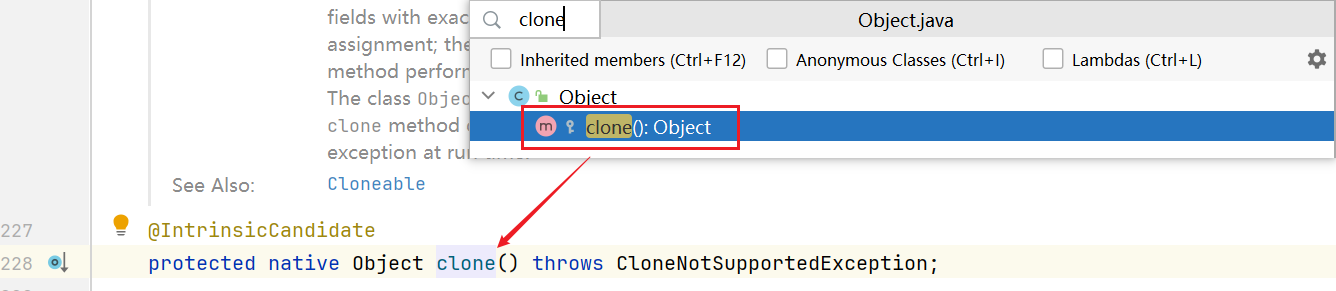 fields with exac
clone
Object.java
assignment; the
Inherited members (Ctrl+F12)
Anonymous Classes (Ctrl+I)
Lambdas (Ctrl+L)
method perform
The class Objec
Object
clone method
clone(): Object
exception at run
See Also:
Cloneable
227
@IntrinsicCandidate
228
protected native Object clone() throws CloneNotSupportedException;